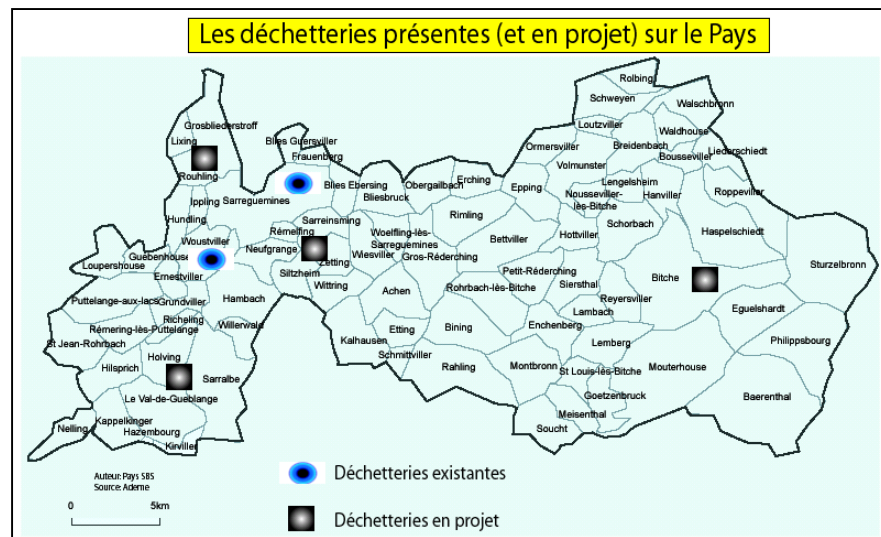 Les déchetteries présentes (et en projet) sur le Pays
Rolbing
Schweyen
Walschbronn
Grosbliederstroff
Loutzviller
Waldhouse
Lixing
Blies Guersviller
Ormersviller
Breidenbach
Liederschiedt
Frauenberg
Bousseviller
Volmunster
Rouhling
Blies Ebersing
Obergailbach
Erching
Epping
Lengelsheim
Roppeviller
Ippling
Sarreguemines
Bliesbruck
Nousseviller-
lès-Bitche
Hanviller
Hundling
Sarreinsming
Rimling
Schorbach
Haspelschiedt
Rémelfing
Woelfling-lès-
Sarreguemines
Hottviller
Woustviller
Neufgrange
Bettviller
Guebenhouse
Wiesviller
Gros-Réderching
Zetting
Loupershouse
Sturzelbronn
Ernestviller
Siltzheim
Petit-Réderching
Bitche
Wittring
Achen
Rohrbach-lès-Bitche
Siersthal
Puttelange-aux-lacs
Grundviller
Hambach
Reyersviller
Eguelshardt
Richeling
Lambach
Rémering-lès-Puttelange
Willerwald
Etting
Bining
Enchenberg
Philippsbourg
St Jean-Rohrbach
Kalhausen
Lemberg
Schmittviller
Holving
Hilsprich
Rahling
Montbronn
St Louis-lès-Bitche
Mouterhouse
Sarralbe
Le Val-de-Gueblange
Goetzenbruck
Baerenthal
Meisenthal
Kappelkinger
Nelling
Hazembourg
Soucht
Kirviller
Auteur: Pays SBS
Source: Ademe
0 5km
Déchetteries existantes
Déchetteries en projet